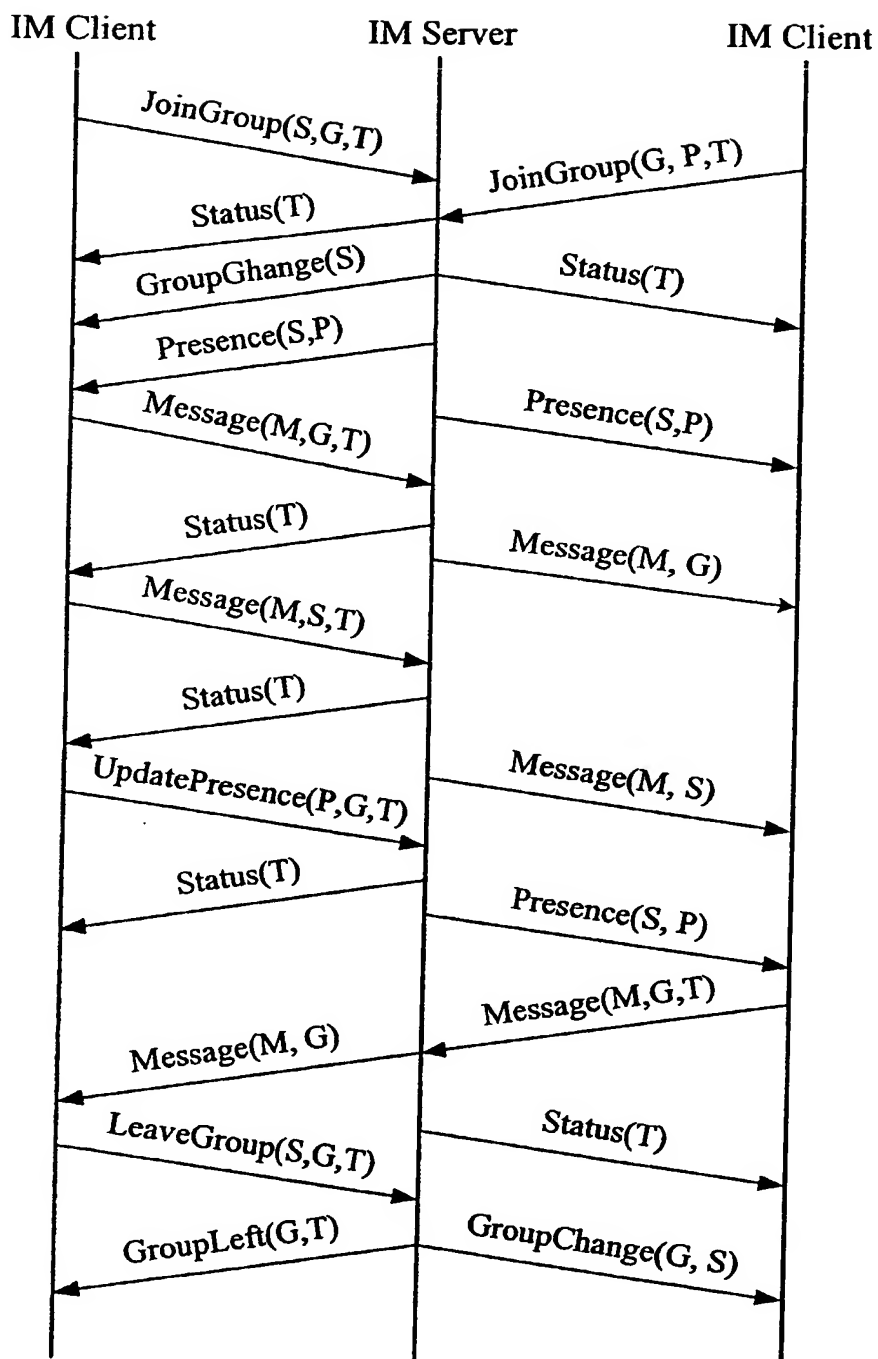 IM Client IM Server IM Client
JoinGroup(S,G,T)
JoinGroup(G, P,T)
Status(T)
GroupGhange(S)
Status(T)
Presence(S,P)
Message(M,G,T)
Presence(S,P)
Status(T)
Message(M, G)
Message(M,S,T)
Status(T)
Message(M, S)
UpdatePresence(P,G,T)
Status(T)
Presence(S, P)
Message(M,G,T)
Message(M, G)
LeaveGroup(S,G,T)
Status(T)
GroupLeft(G,T)
GroupChange(G, S)